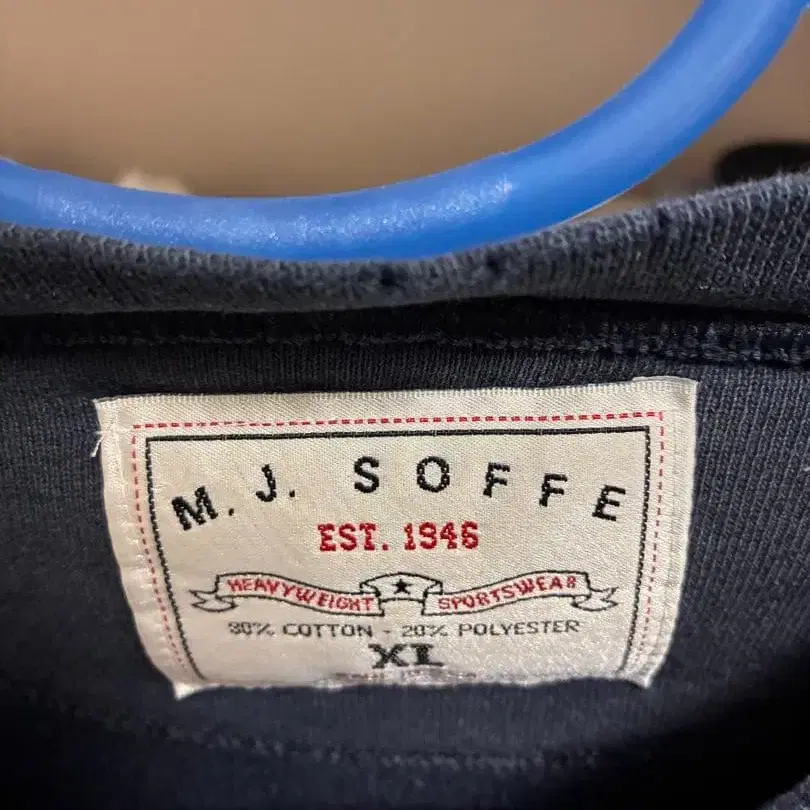 M. J. SOFFE
EST. 1946
HEAVYWEIGHT ★ SPORTSWEAR
80% COTTON - 20% POLYESTER
XL